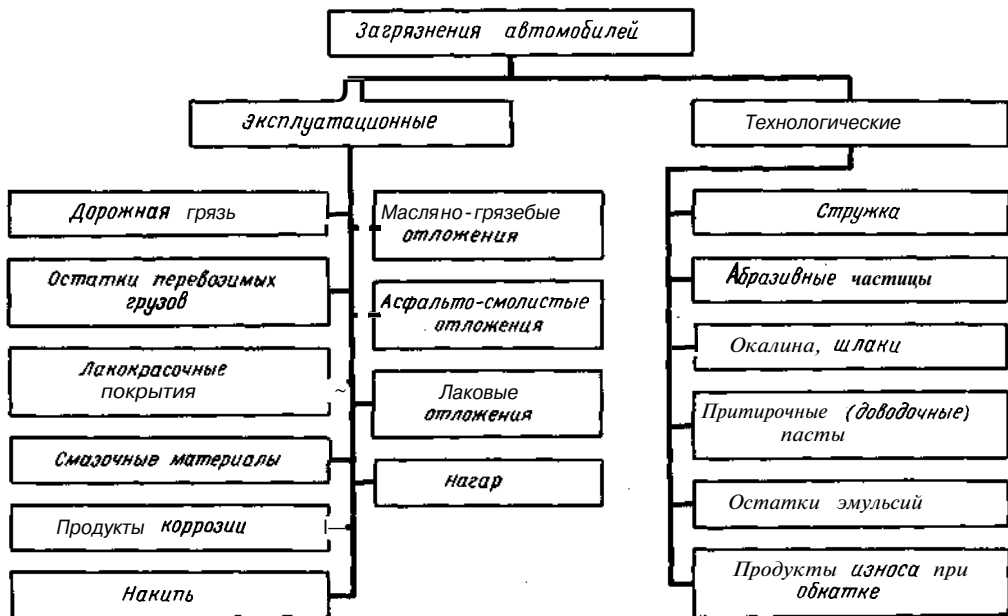 Загрязнения автомобилей
Эксплуатационные
Технологические
Дорожная грязь
Остатки перевозимых
грузов
Лакокрасочные
покрытия
Смазочные материалы
Продукты коррозии
Накипь
Масляно-грязебые
отложения
Асфальто-смолистые
отложения
Лаковые
отложения
Нагар
Стружка
Абразивные частицы
Окалина, шлаки
Притирочные (доводочные)
пасты
Остатки эмульсий
Продукты износа при
обкатке